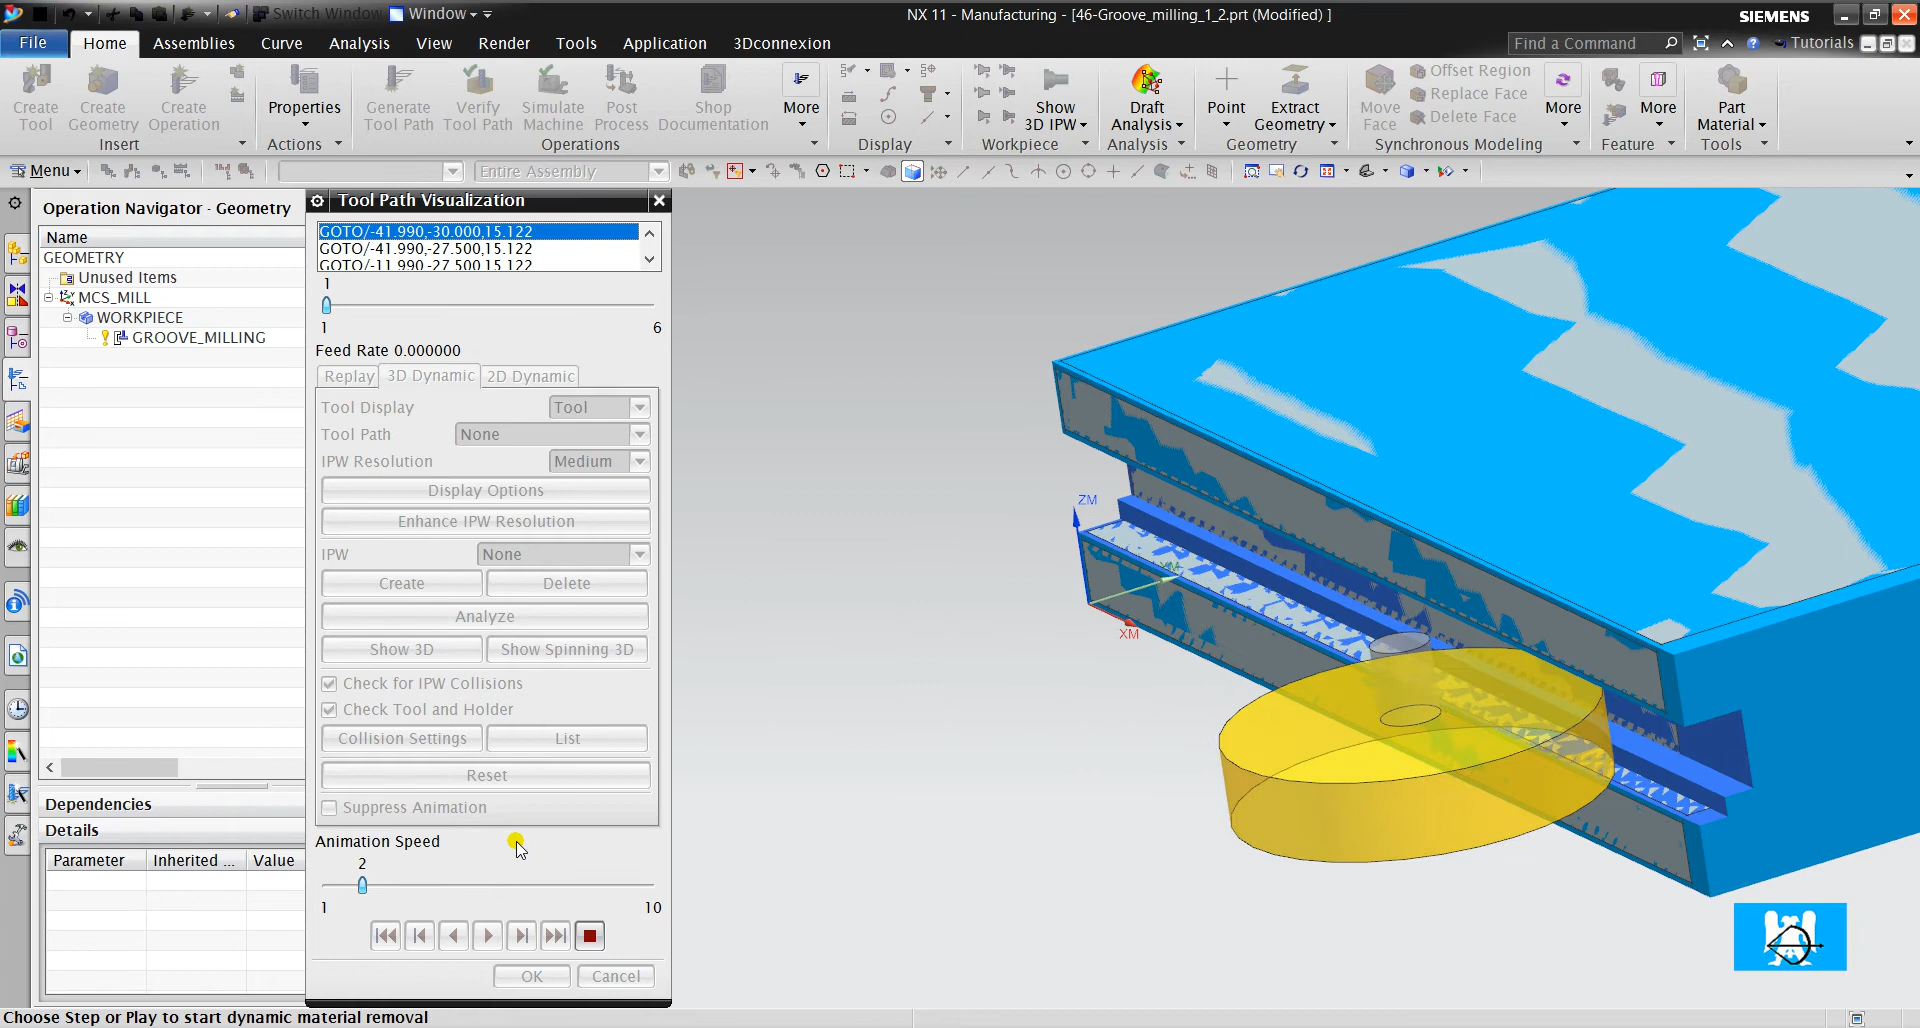 Switch Window
Window
NX 11 - Manufacturing - [46-Groove_milling_1_2.prt (Modified) ]
SIEMENS
File
Home
Assemblies
Curve
Analysis
View
Render
Tools
Application
3Dconnexion
Find a Command
Tutorials
Create Tool
Create Geometry
Create Operation
Properties
Generate Tool Path
Verify Tool Path
Simulate Machine
Post Process
Shop Documentation
More
Show 3D IPW
Draft Analysis
Point
Extract Geometry
Move Face
Offset Region
Replace Face
Delete Face
More
More
Part Material
Insert
Actions
Operations
Display
Workpiece
Analysis
Geometry
Synchronous Modeling
Feature
Tools
Menu
Entire Assembly
Operation Navigator - Geometry
Name
GEOMETRY
Unused Items
MCS_MILL
WORKPIECE
GROOVE_MILLING
Dependencies
Details
Parameter
Inherited ...
Value
Tool Path Visualization
GOTO/-41.990,-30.000,15.122
GOTO/-41.990,-27.500,15.122
GOTO/-11.990,-27.500,15.122
1
1
6
Feed Rate 0.000000
Replay
3D Dynamic
2D Dynamic
Tool Display
Tool
Tool Path
None
IPW Resolution
Medium
Display Options
Enhance IPW Resolution
IPW
None
Create
Delete
Analyze
Show 3D
Show Spinning 3D
Check for IPW Collisions
Check Tool and Holder
Collision Settings
List
Reset
Suppress Animation
Animation Speed
2
1
10
OK
Cancel
ZM
YM
XM
Choose Step or Play to start dynamic material removal